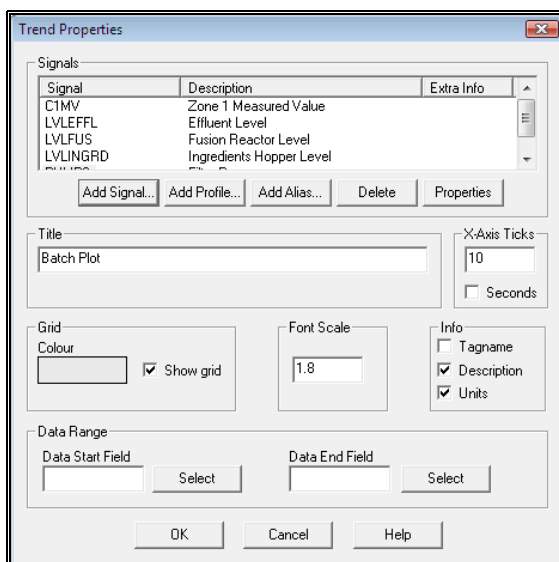 Trend Properties
Signals
Signal Description Extra Info
C1MV Zone 1 Measured Value
LVLEFFL Effluent Level
LVLFUS Fusion Reactor Level
LVLINGRD Ingredients Hopper Level
Add Signal... Add Profile... Add Alias... Delete Properties
Title X-Axis Ticks
Batch Plot 10
Seconds
Grid Font Scale Info
Colour Tagname
Show grid 1.8 Description
Units
Data Range
Data Start Field Data End Field
Select Select
OK Cancel Help